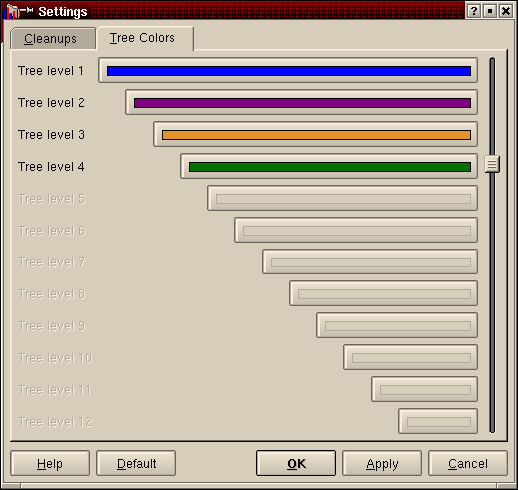 Settings
Cleanups
Tree Colors
Tree level 1
Tree level 2
Tree level 3
Tree level 4
Tree level 5
Tree level 6
Tree level 7
Tree level 8
Tree level 9
Tree level 10
Tree level 11
Tree level 12
Help Default OK Apply Cancel